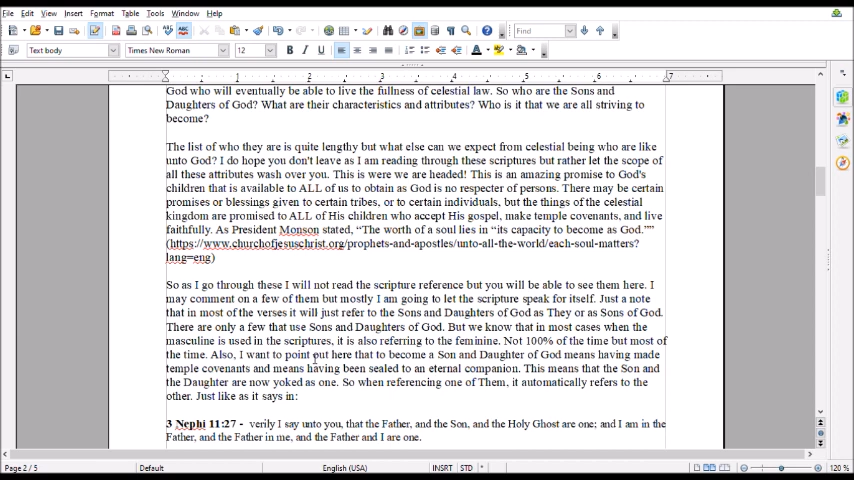 File Edit View Insert Format Table Tools Window Help
Find
Text body Times New Roman 12 B I U A
1 2 3 4 5 6 7
God who will eventually be able to live the fullness of celestial law. So who are the Sons and
Daughters of God? What are their characteristics and attributes? Who is it that we are all striving to
become?
The list of who they are is quite lengthy but what else can we expect from celestial being who are like
unto God? I do hope you don't leave as I am reading through these scriptures but rather let the scope of
all these attributes wash over you. This is were we are headed! This is an amazing promise to God's
children that is available to ALL of us to obtain as God is no respecter of persons. There may be certain
promises or blessings given to certain tribes, or to certain individuals, but the things of the celestial
kingdom are promised to ALL of His children who accept His gospel, make temple covenants, and live
faithfully. As President Monson stated, “The worth of a soul lies in “its capacity to become as God.””
(https://www.churchofjesuschrist.org/prophets-and-apostles/unto-all-the-world/each-soul-matters?
lang=eng)
So as I go through these I will not read the scripture reference but you will be able to see them here. I
may comment on a few of them but mostly I am going to let the scripture speak for itself. Just a note
that in most of the verses it will just refer to the Sons and Daughters of God as They or as Sons of God.
There are only a few that use Sons and Daughters of God. But we know that in most cases when the
masculine is used in the scriptures, it is also referring to the feminine. Not 100% of the time but most of
the time. Also, I want to point out here that to become a Son and Daughter of God means having made
temple covenants and means having been sealed to an eternal companion. This means that the Son and
the Daughter are now yoked as one. So when referencing one of Them, it automatically refers to the
other. Just like as it says in:
3 Nephi 11:27 - verily I say unto you, that the Father, and the Son, and the Holy Ghost are one; and I am in the
Father, and the Father in me, and the Father and I are one.
Page 2 / 5 Default English (USA) INSRT STD * 120 %